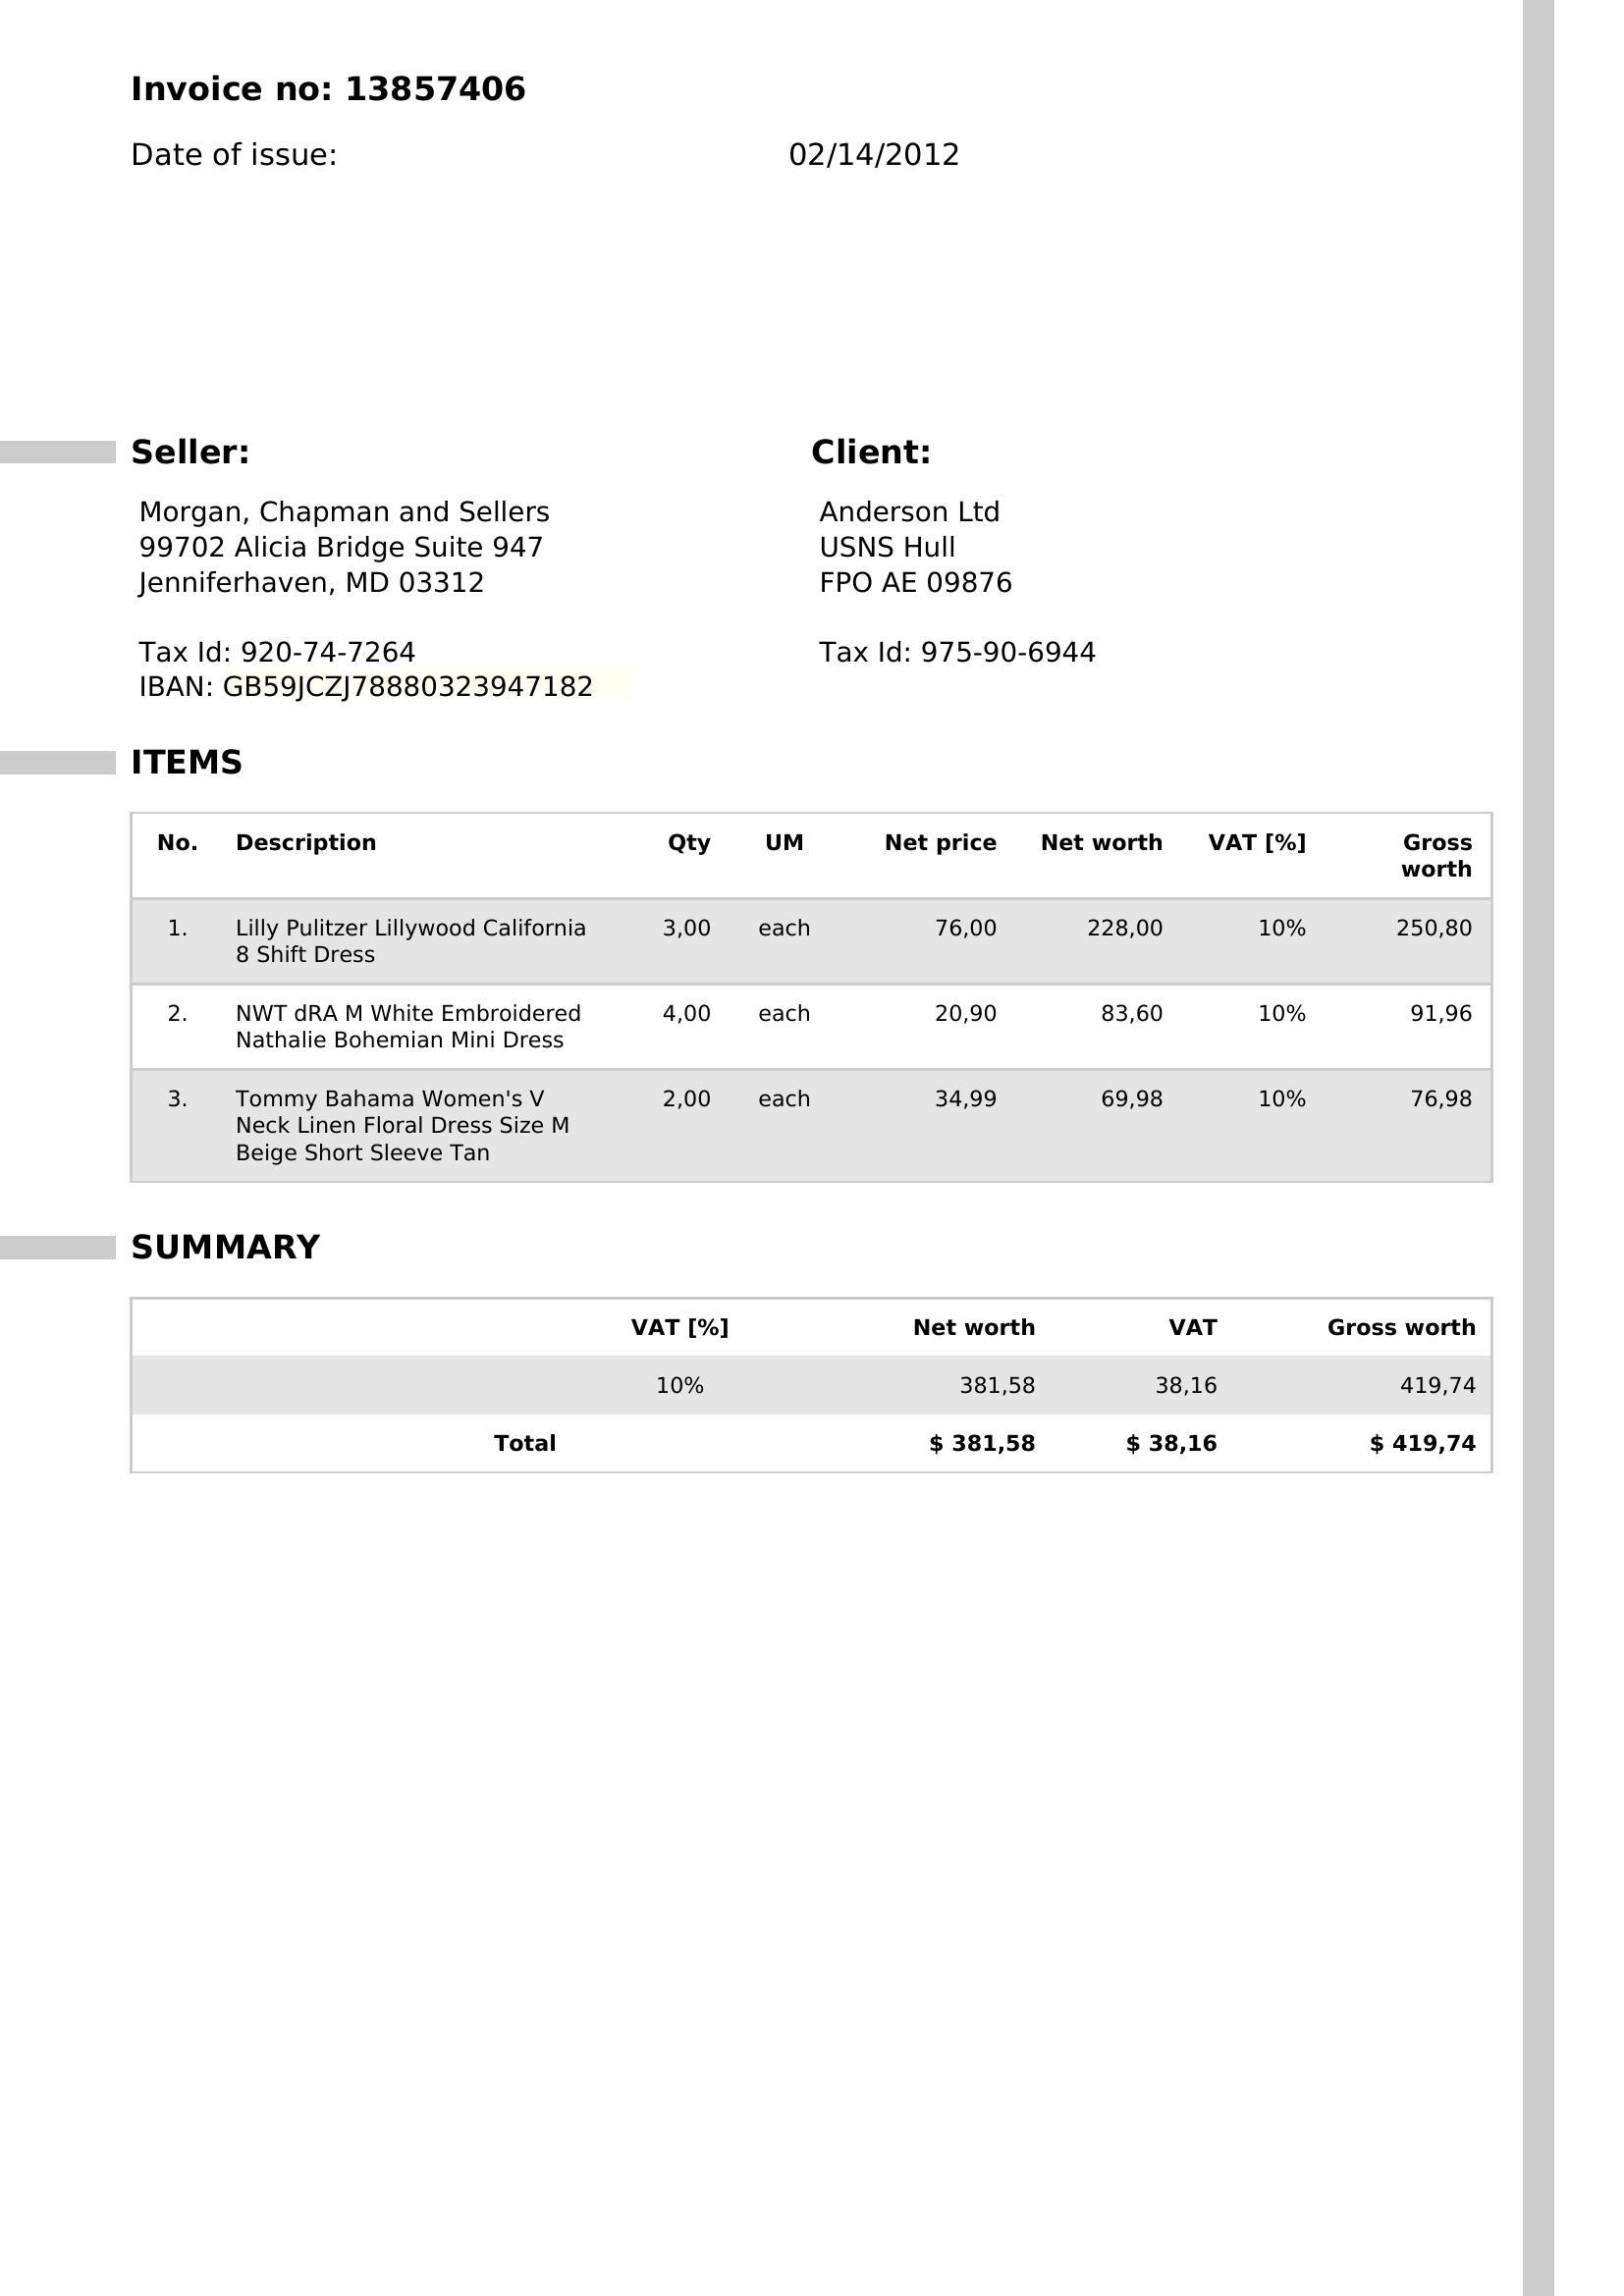 Invoice no: 13857406
Date of issue: 02/14/2012
Seller:
Morgan, Chapman and Sellers
99702 Alicia Bridge Suite 947
Jenniferhaven, MD 03312
Tax Id: 920-74-7264
IBAN: GB59JCZJ78880323947182
Client:
Anderson Ltd
USNS Hull
FPO AE 09876
Tax Id: 975-90-6944
ITEMS
No. Description Qty UM Net price Net worth VAT [%] Gross
worth
1. Lilly Pulitzer Lillywood California 3,00 each 76,00 228,00 10% 250,80
8 Shift Dress
2. NWT dRA M White Embroidered 4,00 each 20,90 83,60 10% 91,96
Nathalie Bohemian Mini Dress
3. Tommy Bahama Women's V 2,00 each 34,99 69,98 10% 76,98
Neck Linen Floral Dress Size M
Beige Short Sleeve Tan
SUMMARY
VAT [%] Net worth VAT Gross worth
10% 381,58 38,16 419,74
Total $ 381,58 $ 38,16 $ 419,74